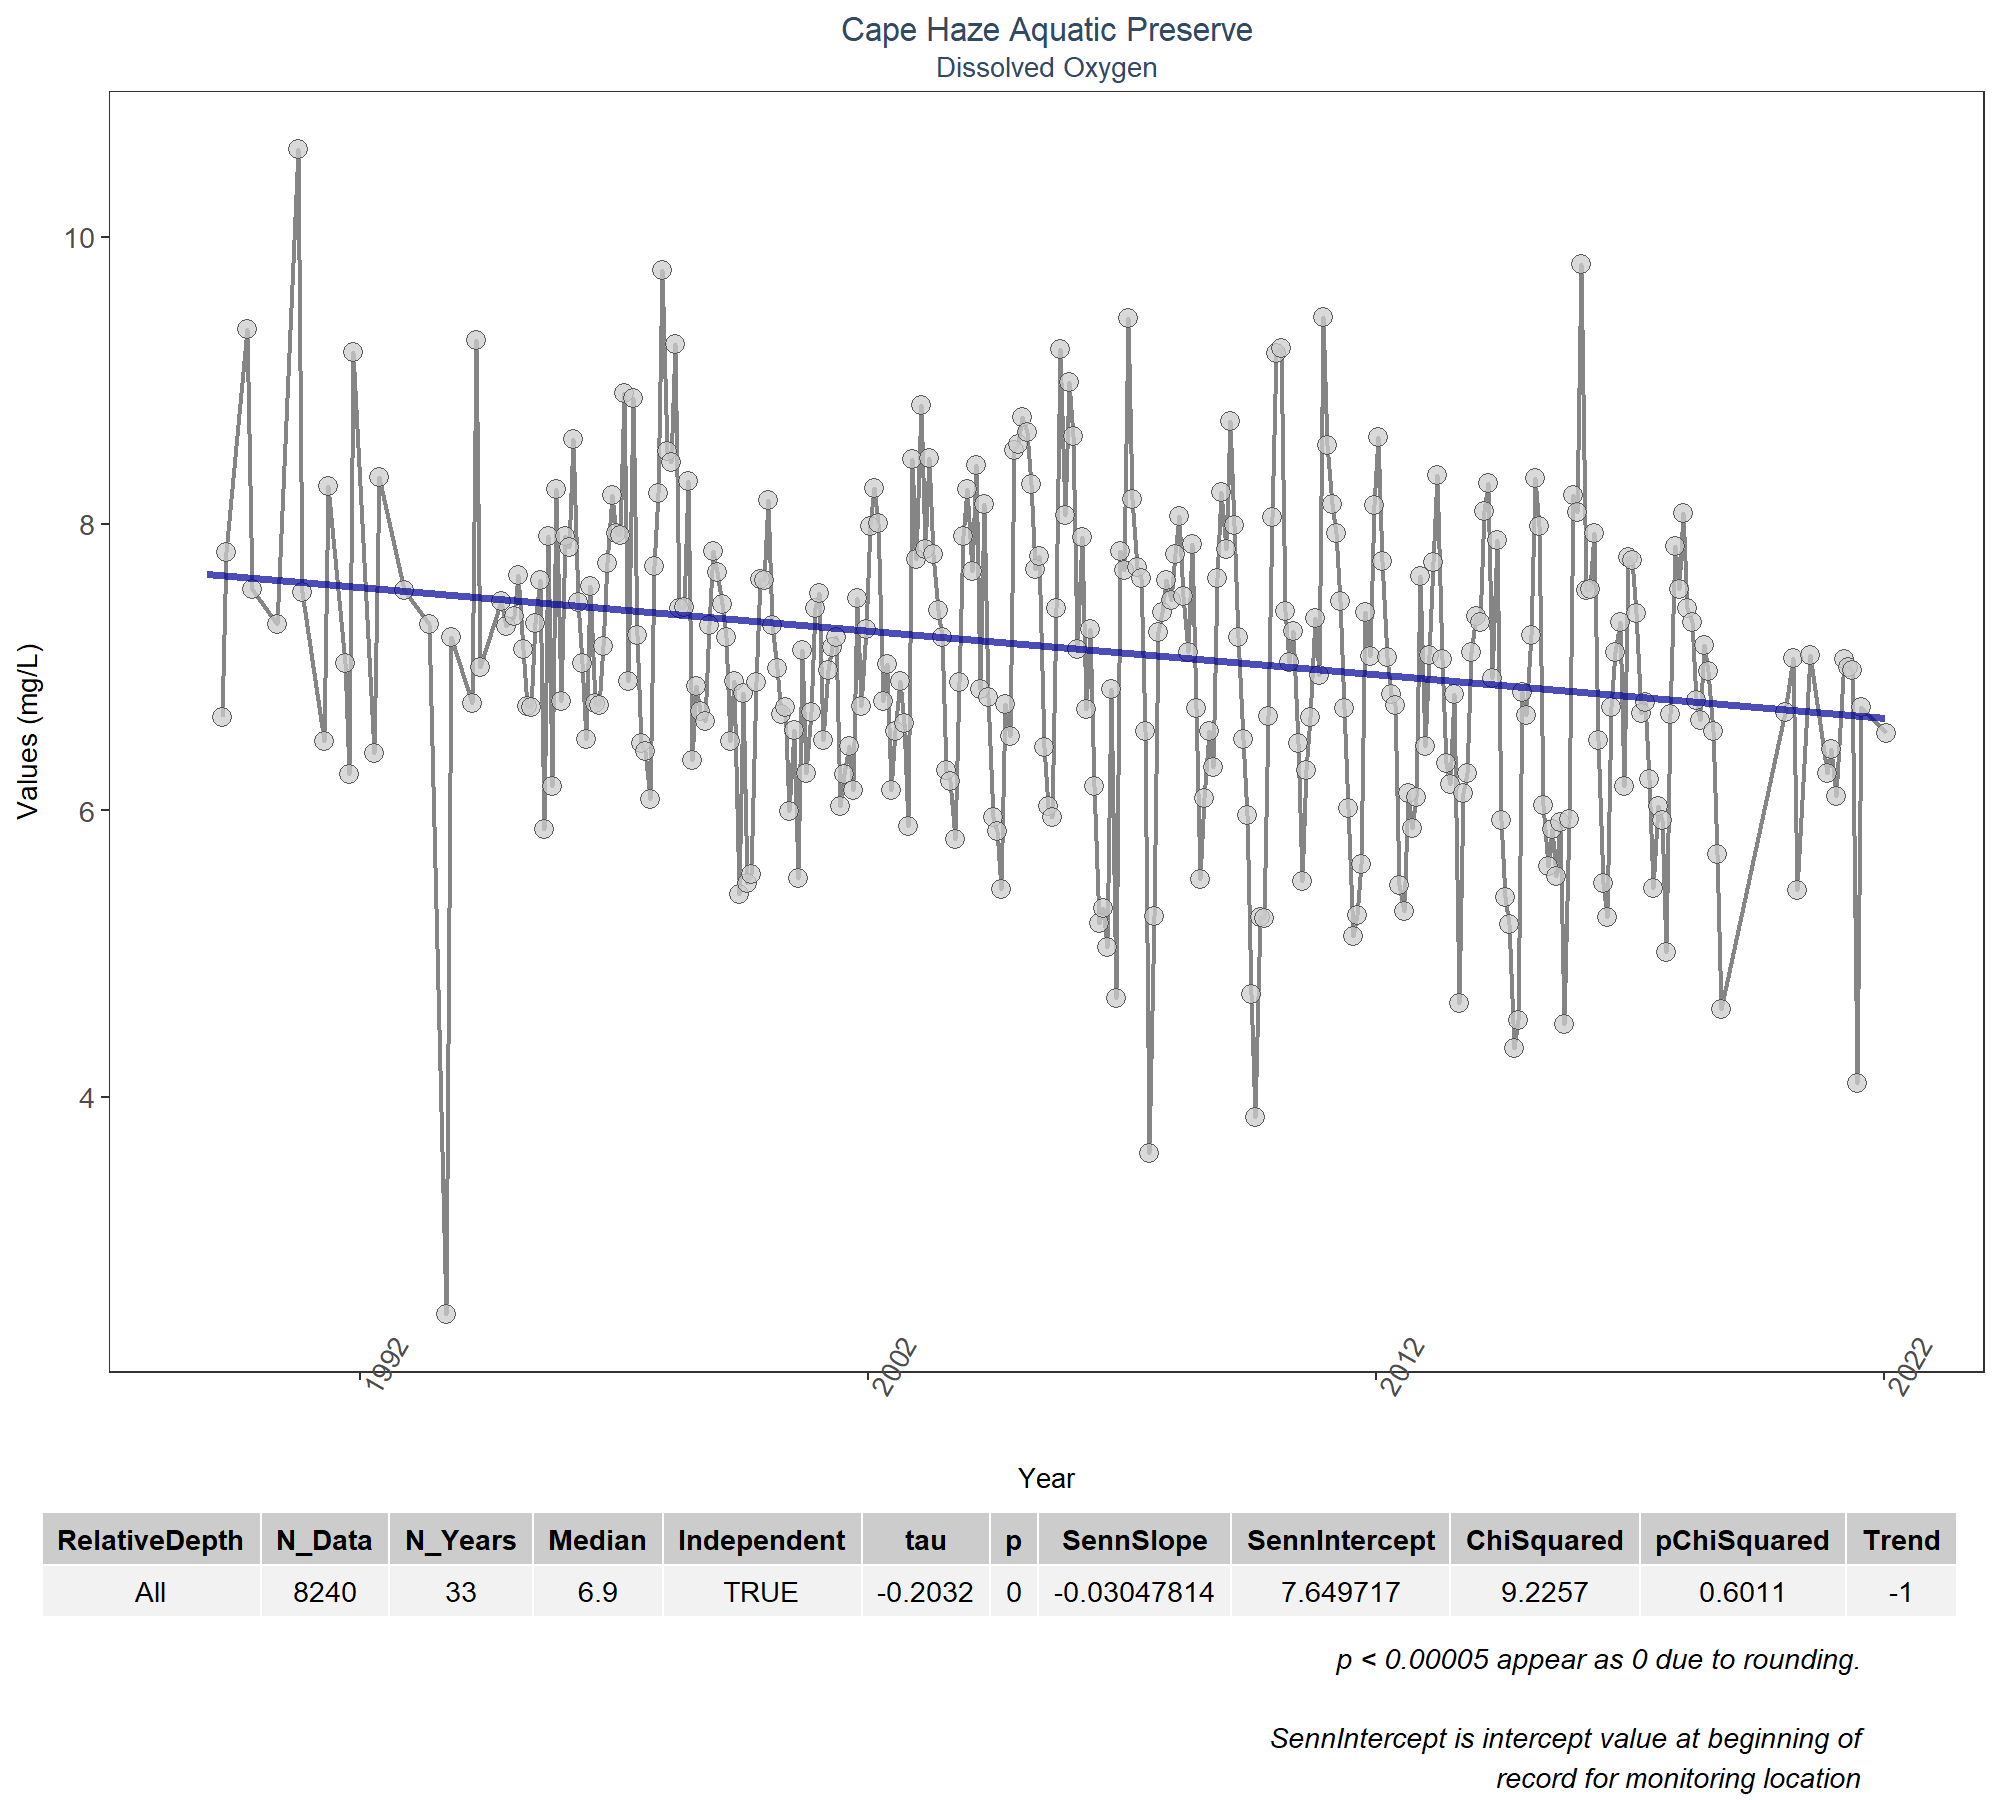 Cape Haze Aquatic Preserve
Dissolved Oxygen
Values (mg/L)
10
8
6
4
1992
2002
2012
2022
Year
RelativeDepth N_Data N_Years Median Independent tau p SennSlope SennIntercept ChiSquared pChiSquared Trend
All 8240 33 6.9 TRUE -0.2032 0 -0.03047814 7.649717 9.2257 0.6011 -1
p < 0.00005 appear as 0 due to rounding.
SennIntercept is intercept value at beginning of
record for monitoring location